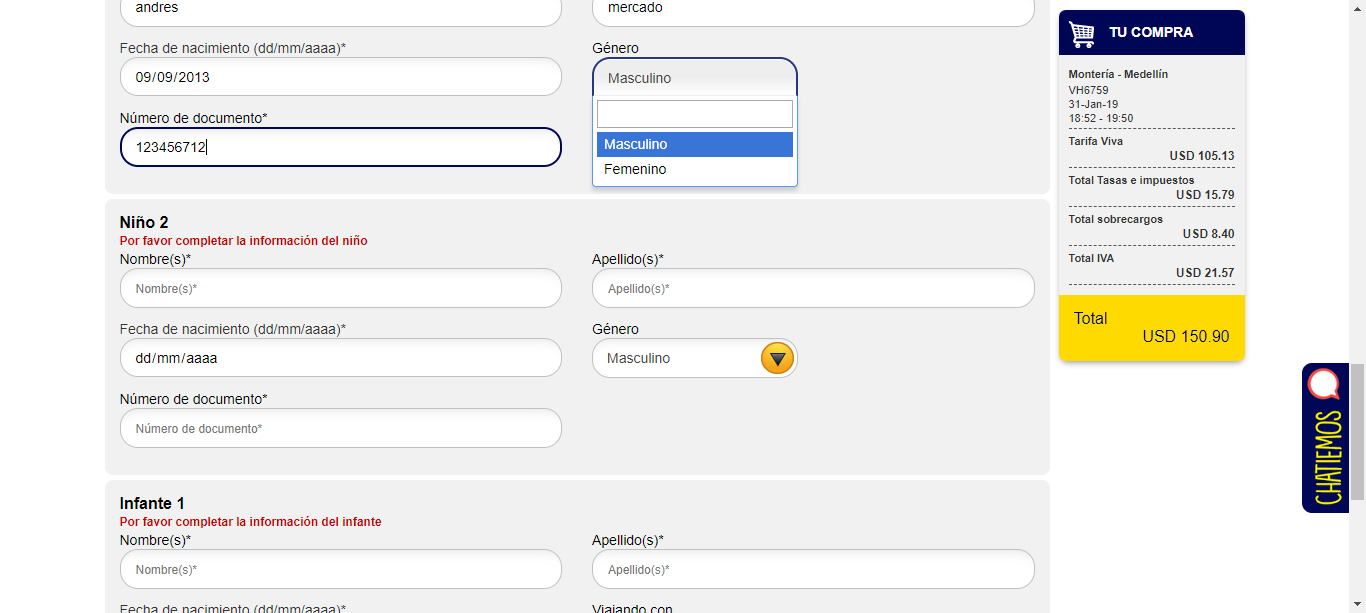 andres
mercado
Fecha de nacimiento (dd/mm/aaaa)*
Género
09/09/2013
Masculino
Número de documento*
123456712
Masculino
Femenino
Niño 2
Por favor completar la información del niño
Nombre(s)*
Apellido(s)*
Nombre(s)*
Apellido(s)*
Fecha de nacimiento (dd/mm/aaaa)*
Género
dd/mm/aaaa
Masculino
Número de documento*
Número de documento*
Infante 1
Por favor completar la información del infante
Nombre(s)*
Apellido(s)*
Nombre(s)*
Apellido(s)*
Fecha de nacimiento (dd/mm/aaaa)*
Viajando con
TU COMPRA
Montería - Medellín
VH6759
31-Jan-19
18:52 - 19:50
Tarifa Viva
USD 105.13
Total Tasas e impuestos
USD 15.79
Total sobrecargos
USD 8.40
Total IVA
USD 21.57
Total
USD 150.90
CHATIEMOS